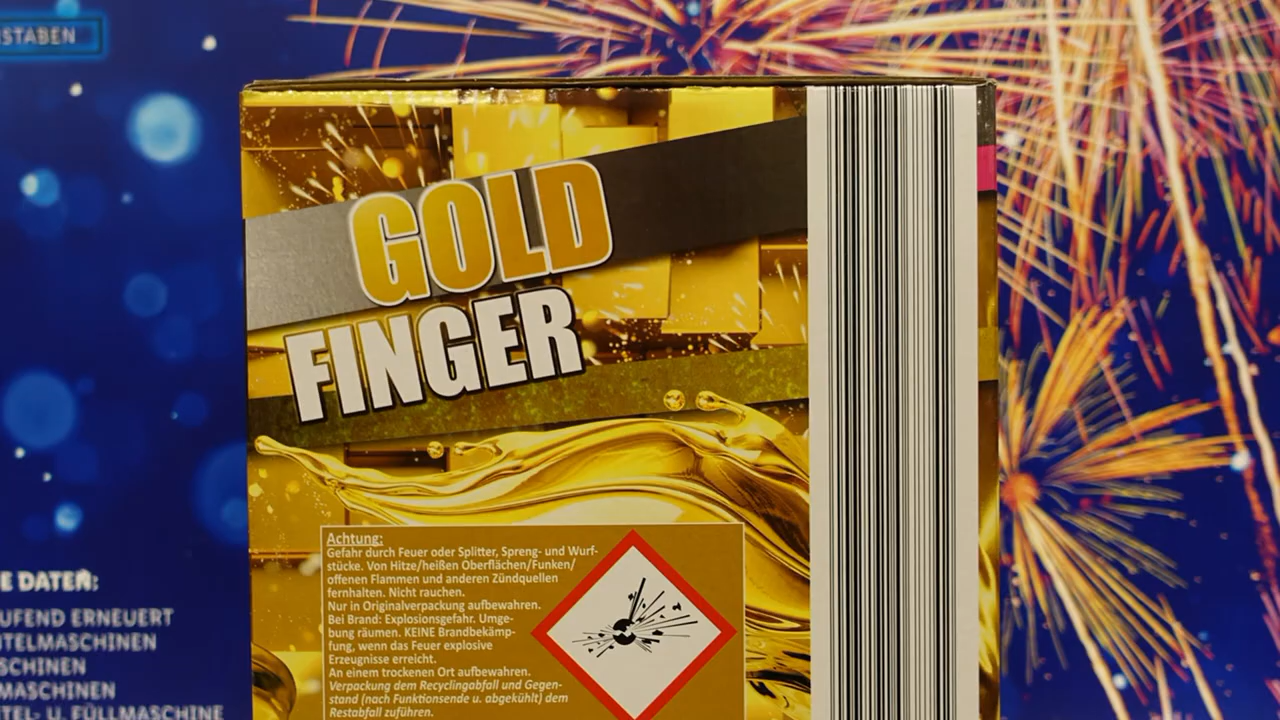 STABEN
GOLD
FINGER
Achtung:
Gefahr durch Feuer oder Splitter, Spreng- und Wurf-
stücke. Von Hitze/heißen Oberflächen/Funken/
offenen Flammen und anderen Zündquellen
fernhalten. Nicht rauchen.
Nur in Originalverpackung aufbewahren.
Bei Brand: Explosionsgefahr. Umge-
bung räumen. KEINE Brandbekämp-
fung, wenn das Feuer explosive
Erzeugnisse erreicht.
An einem trockenen Ort aufbewahren.
Verpackung dem Recyclingabfall und Gegen-
stand (nach Funktionsende u. abgekühlt) dem
Restabfall zuführen.
E DATEN:
UFEND ERNEUERT
ITELMASCHINEN
SCHINEN
MASCHINEN
ITEL- U. FÜLLMASCHINE